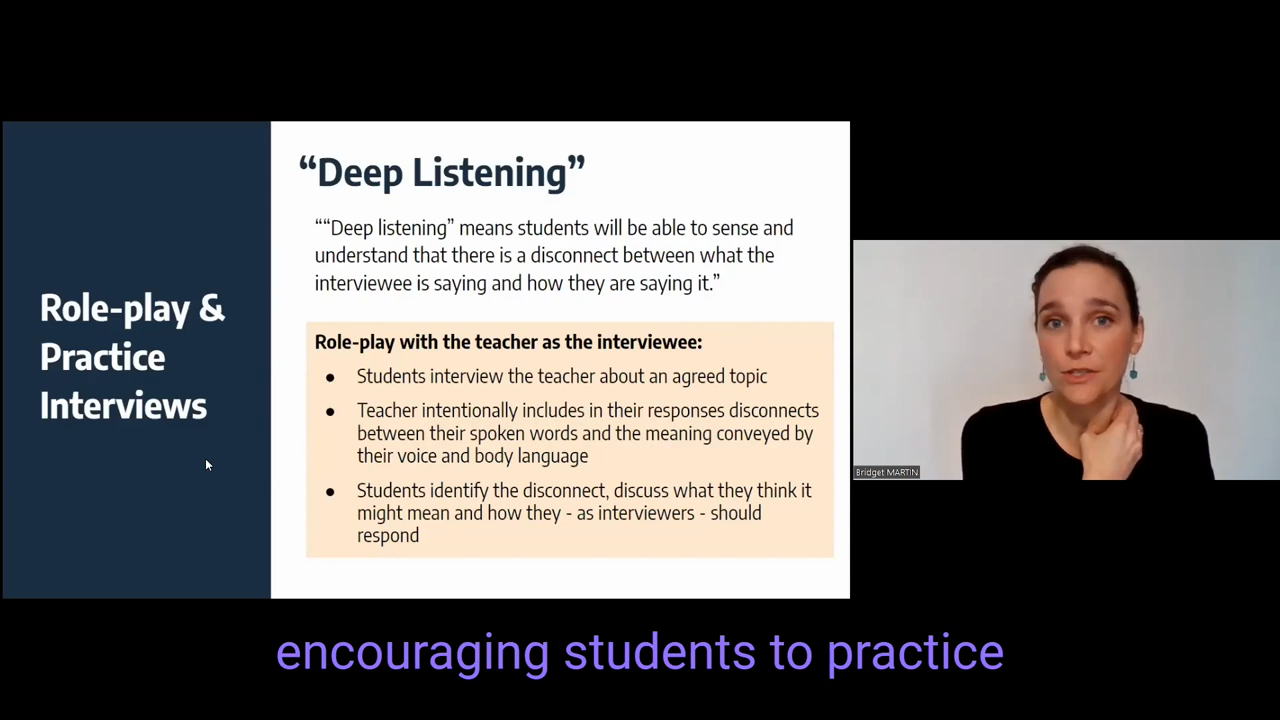 Role-play &
Practice
Interviews
“Deep Listening”
““Deep listening” means students will be able to sense and
understand that there is a disconnect between what the
interviewee is saying and how they are saying it.”
Role-play with the teacher as the interviewee:
● Students interview the teacher about an agreed topic
● Teacher intentionally includes in their responses disconnects
between their spoken words and the meaning conveyed by
their voice and body language
● Students identify the disconnect, discuss what they think it
might mean and how they - as interviewers - should
respond
Bridget MARTIN
encouraging students to practice